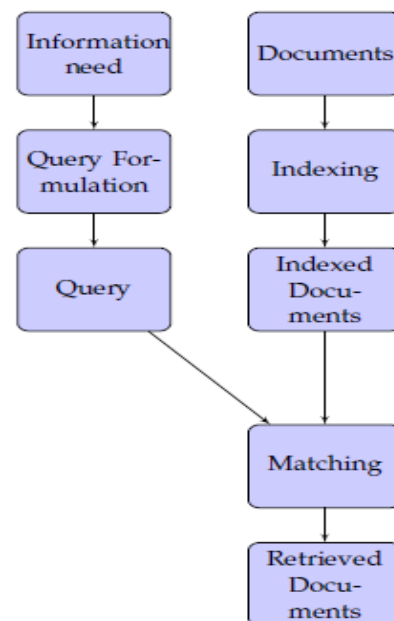 Information
need
Documents
Query For-
mulation
Indexing
Query
Indexed
Docu-
ments
Matching
Retrieved
Docu-
ments